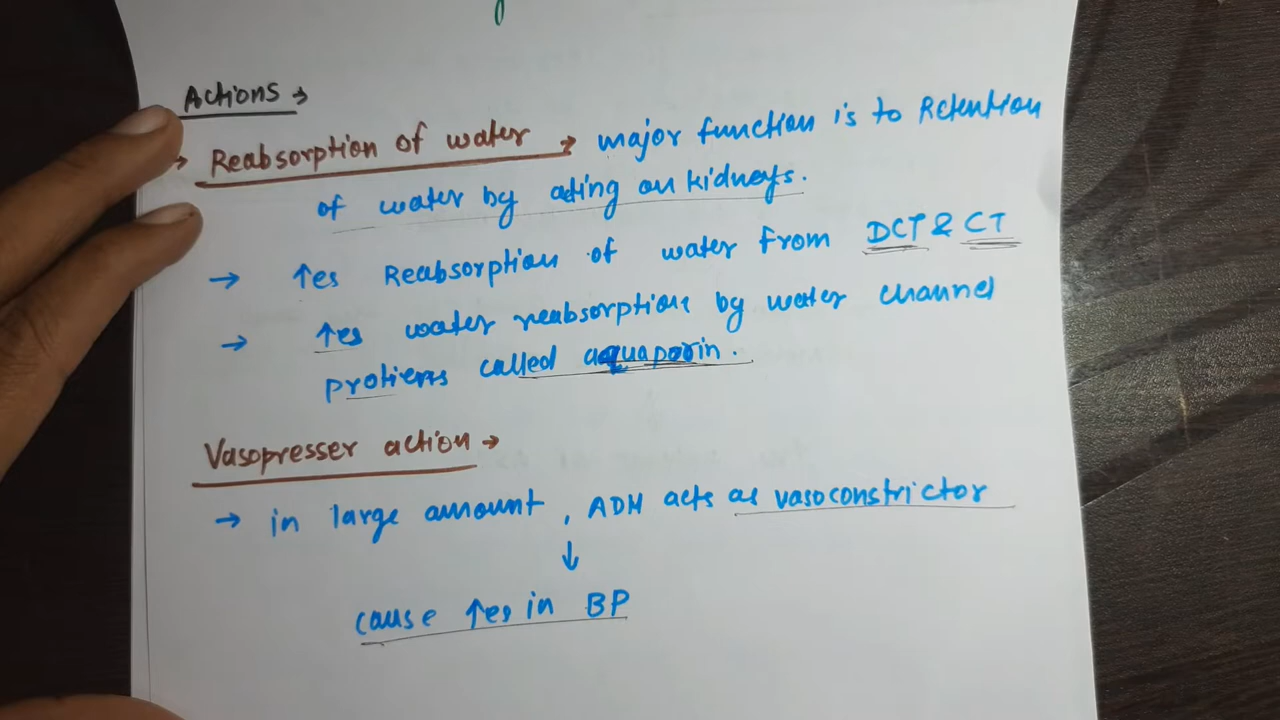 Actions →
→ Reabsorption of water → major function is to Retention
of water by acting on kidneys.
→ ↑es Reabsorption of water from DCT & CT
→ ↑es water reabsorption by water channel
protiens called aquaporin.
Vasopresser action →
→ in large amount, ADH acts as vasoconstrictor
↓
cause ↑es in BP